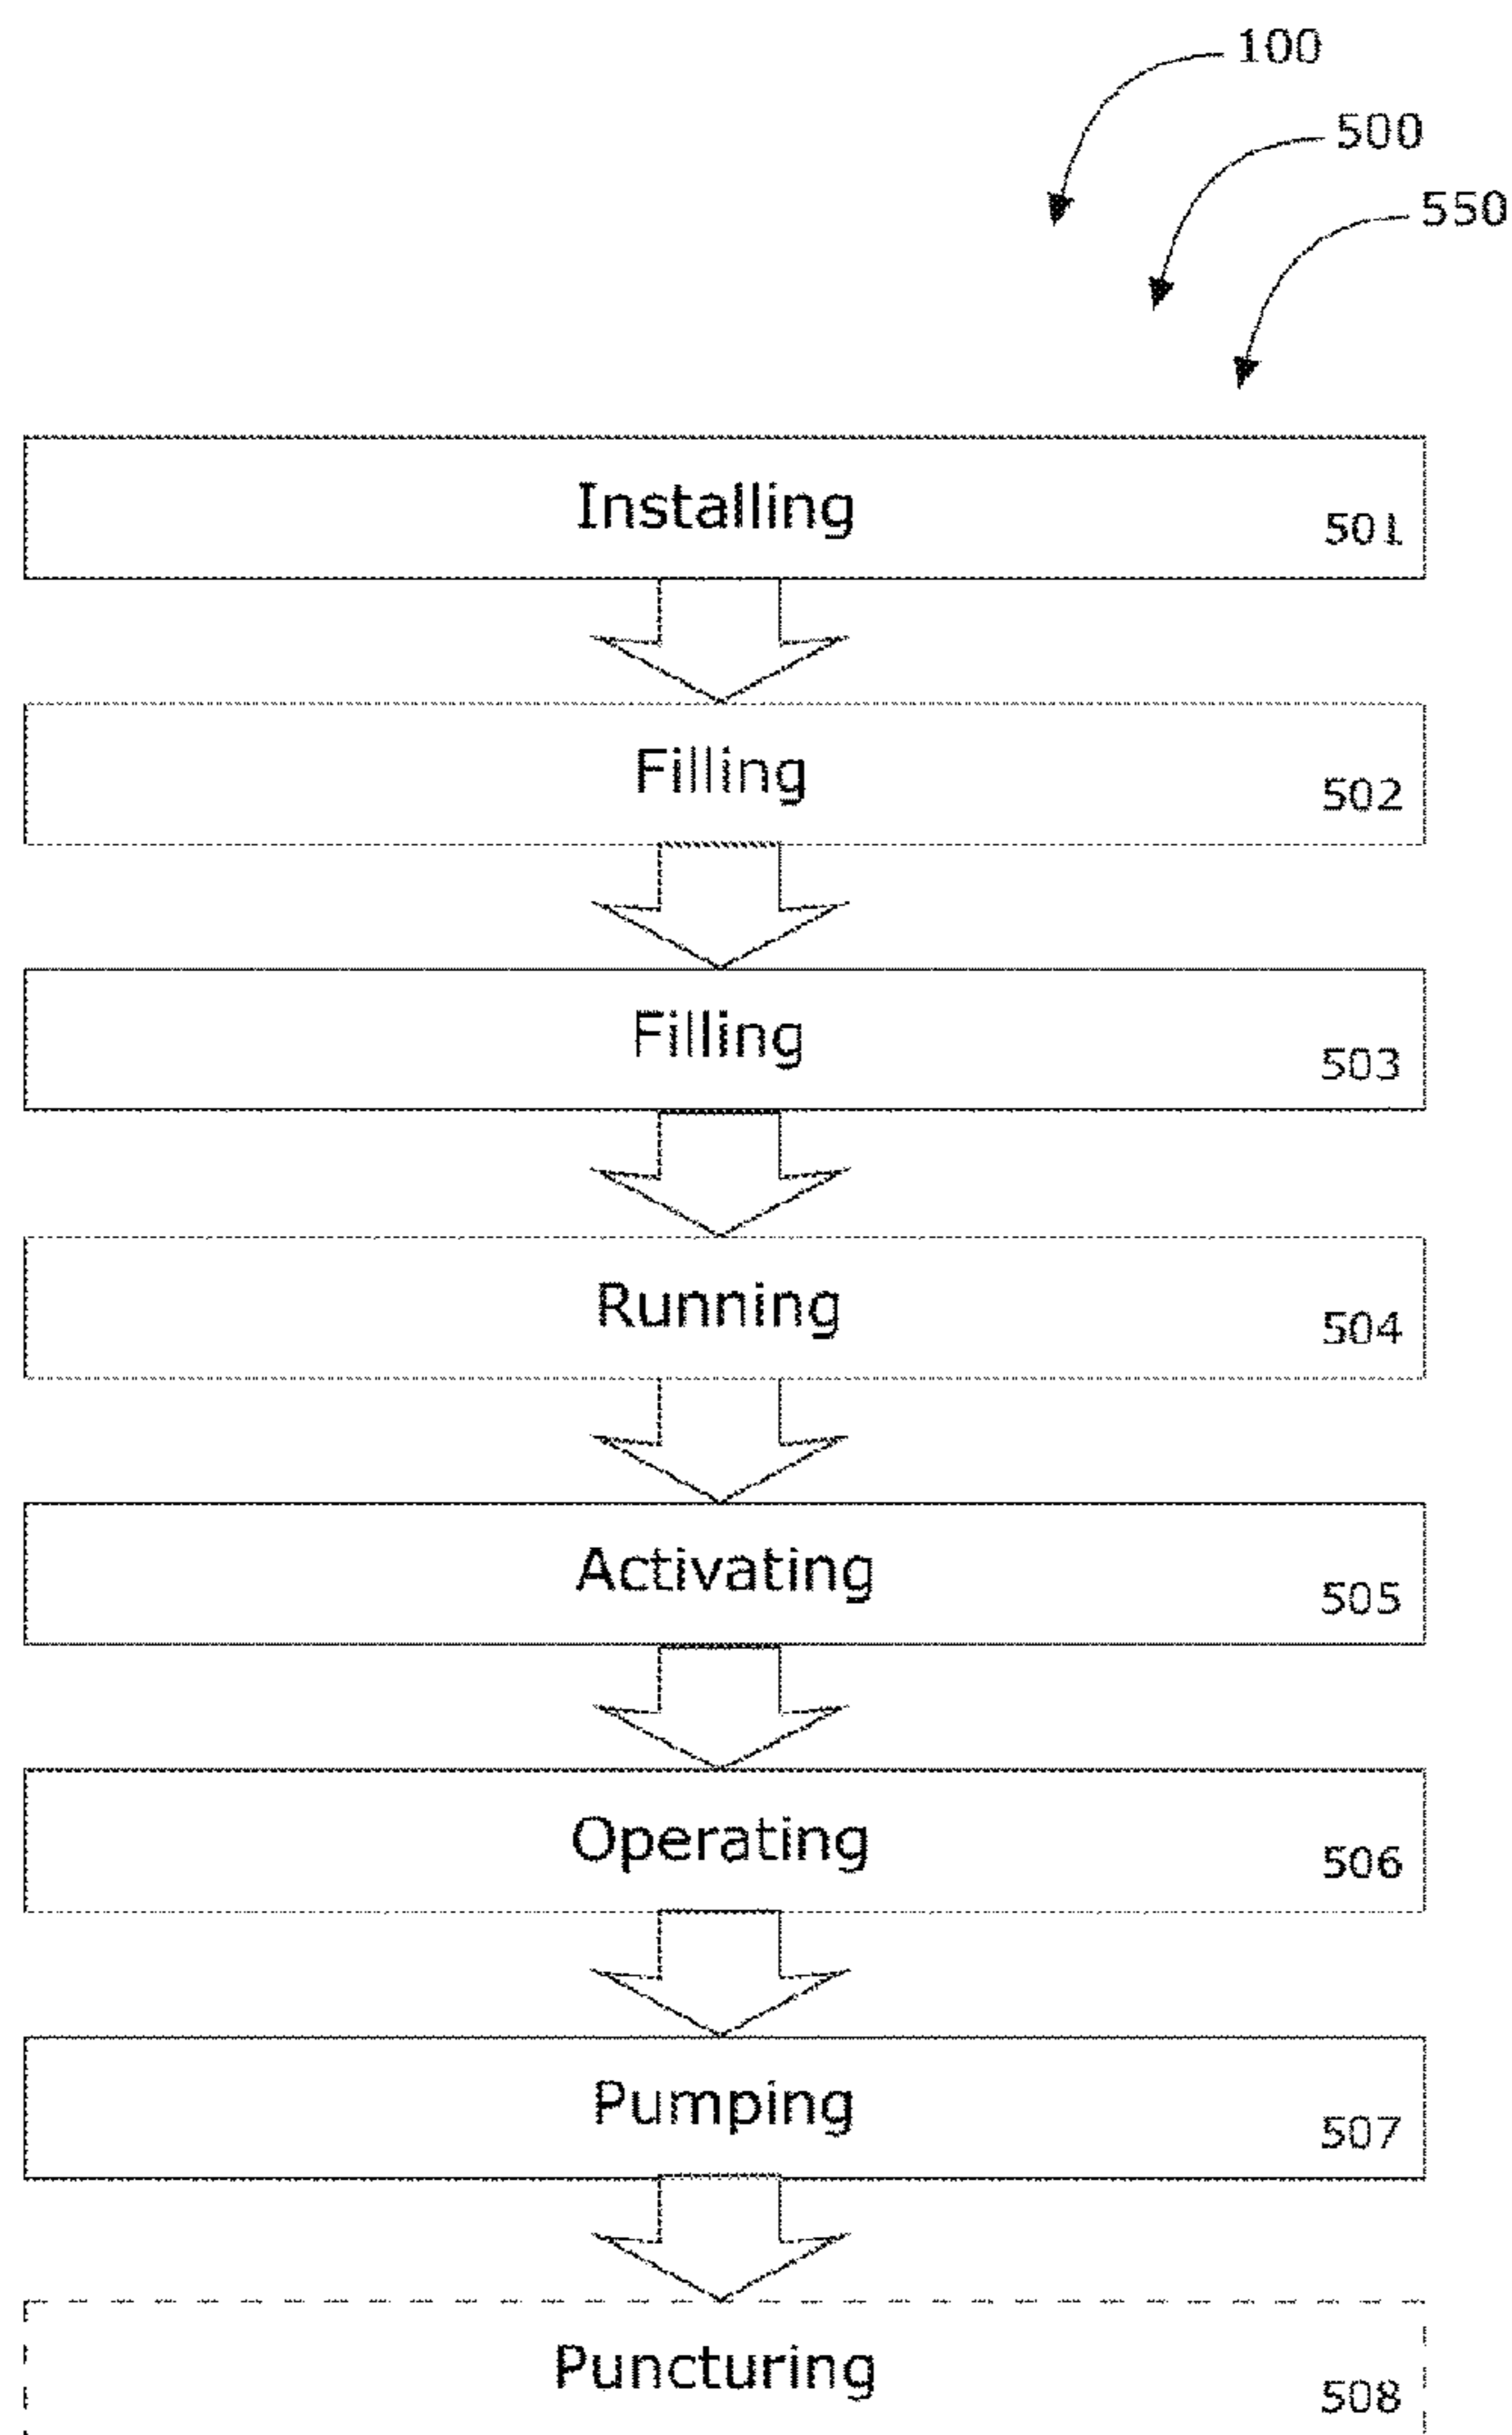 100
500
550
Installing
501
Filling
502
Filling
503
Running
504
Activating
505
Operating
506
Pumping
507
Puncturing
508